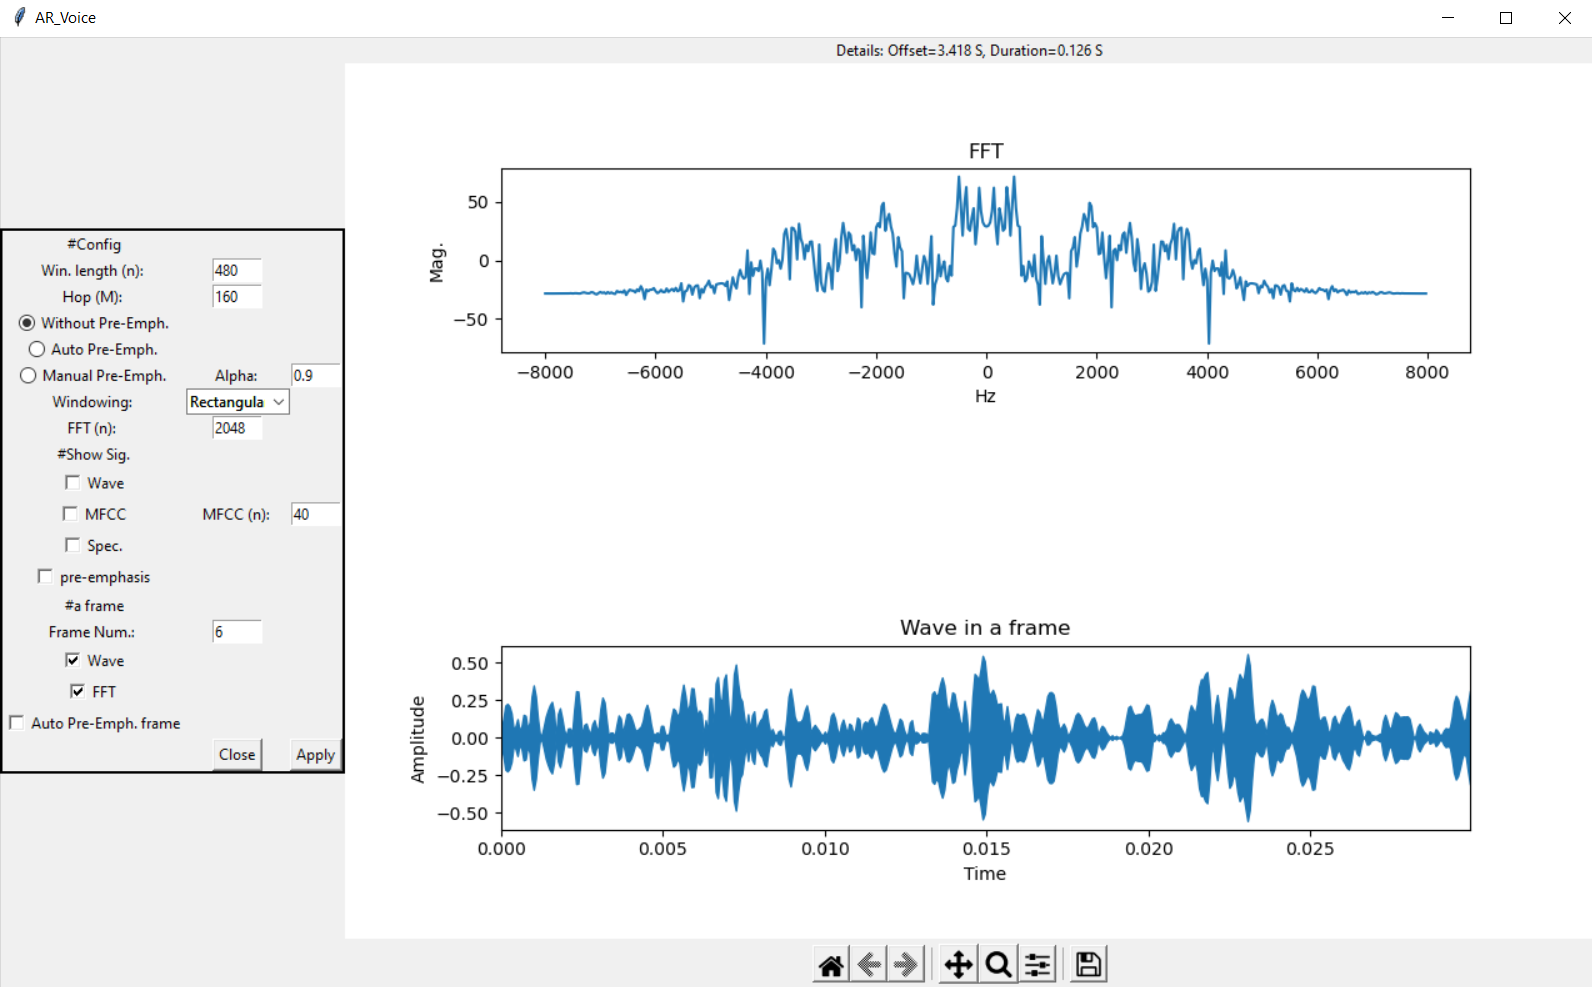 AR_Voice
Details: Offset=3.418 S, Duration=0.126 S
#Config
Win. length (n): 480
Hop (M): 160
Without Pre-Emph.
Auto Pre-Emph.
Manual Pre-Emph. Alpha: 0.9
Windowing: Rectangula
FFT (n): 2048
#Show Sig.
Wave
MFCC MFCC (n): 40
Spec.
pre-emphasis
#a frame
Frame Num.: 6
Wave
FFT
Auto Pre-Emph. frame
Close Apply
FFT
Mag.
50
0
−50
−8000 −6000 −4000 −2000 0 2000 4000 6000 8000
Hz
Wave in a frame
Amplitude
0.50
0.25
0.00
−0.25
−0.50
0.000 0.005 0.010 0.015 0.020 0.025
Time